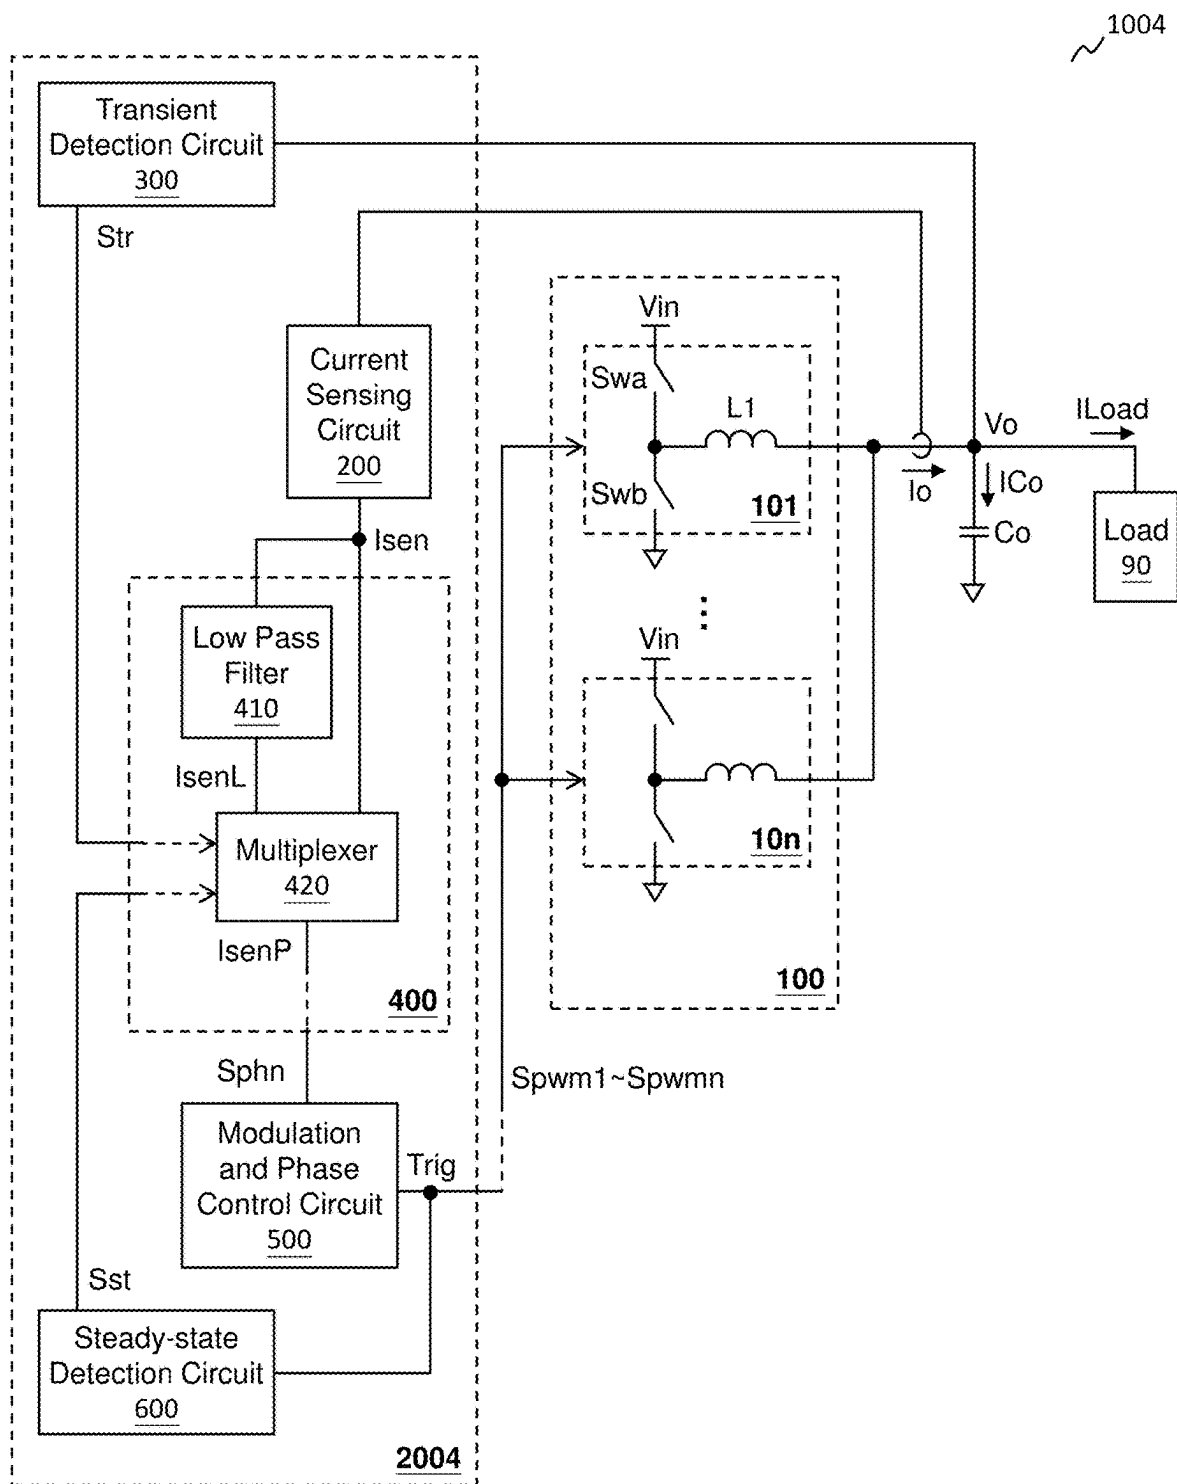 1004
Transient
Detection Circuit
300
Str
Current
Sensing
Circuit
200
Isen
Low Pass
Filter
410
IsenL
Multiplexer
420
IsenP
400
Sphn
Modulation
and Phase
Control Circuit
500
Trig
Sst
Steady-state
Detection Circuit
600
2004
Spwm1~Spwmn
Vin
Swa
L1
Swb
101
Vin
10n
100
Io
Vo
ILoad
ICo
Co
Load
90